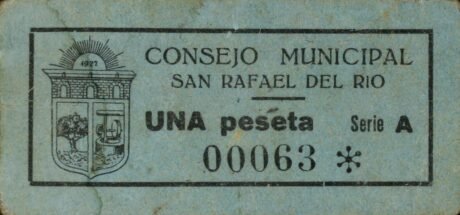 1927
CONSEJO MUNICIPAL
SAN RAFAEL DEL RIO
UNA peseta Serie A
00063 *